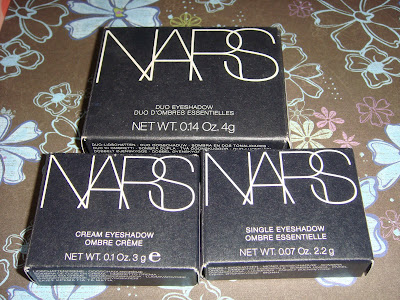 NARS
DUO EYESHADOW
DUO D'OMBRES ESSENTIELLES
NET WT. 0.14 Oz. 4g
NARS
CREAM EYESHADOW
OMBRE CRÈME
NET WT. 0.1 Oz. 3 g e
NARS
SINGLE EYESHADOW
OMBRE ESSENTIELLE
NET WT. 0.07 Oz. 2.2 g